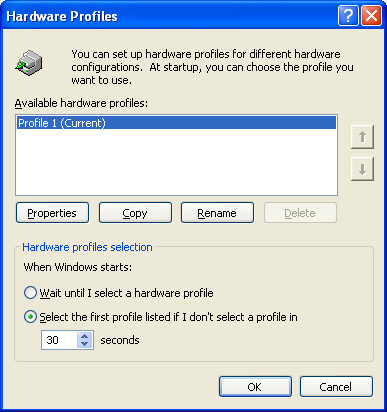 Hardware Profiles
You can set up hardware profiles for different hardware
configurations.  At startup, you can choose the profile you
want to use.
Available hardware profiles:
Profile 1 (Current)
Properties
Copy
Rename
Delete
Hardware profiles selection
When Windows starts:
Wait until I select a hardware profile
Select the first profile listed if I don't select a profile in
30 seconds
OK
Cancel